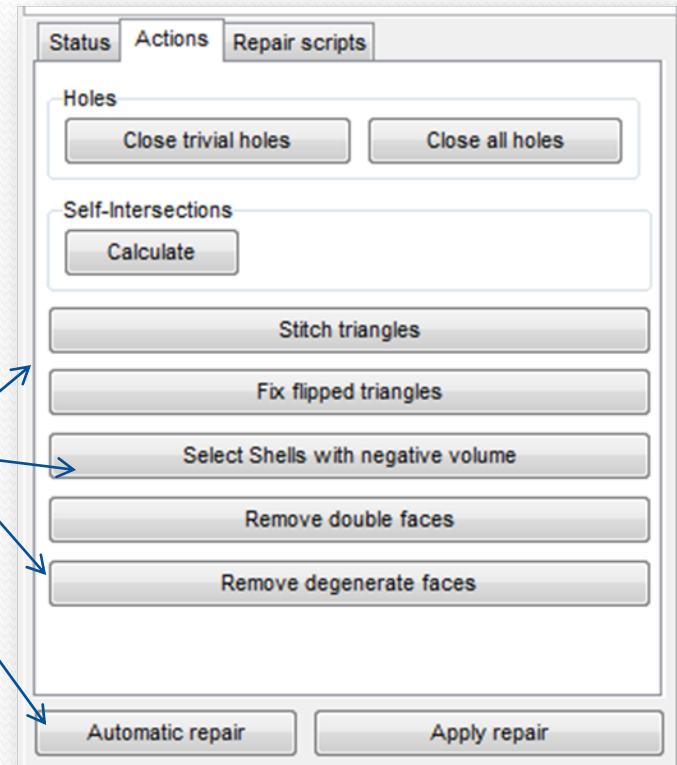 Status Actions Repair scripts
Holes
Close trivial holes Close all holes
Self-Intersections
Calculate
Stitch triangles
Fix flipped triangles
Select Shells with negative volume
Remove double faces
Remove degenerate faces
Automatic repair Apply repair